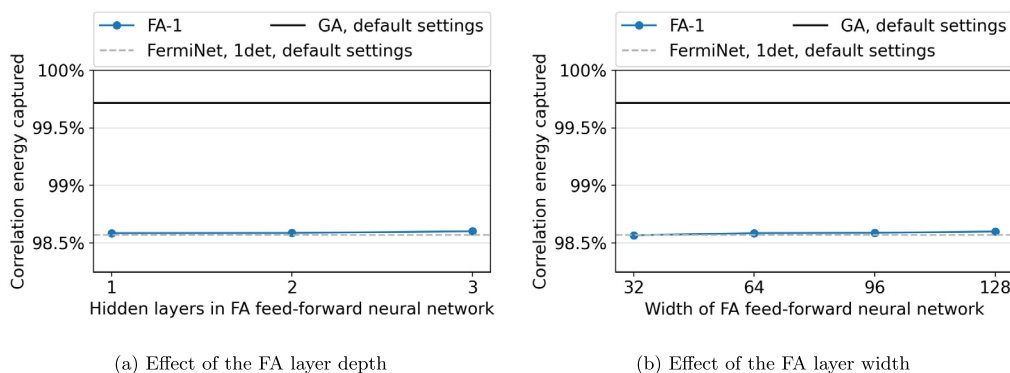 FA-1
GA, default settings
FermiNet, 1det, default settings
Correlation energy captured
100%
99.5%
99%
98.5%
1
2
3
Hidden layers in FA feed-forward neural network
(a) Effect of the FA layer depth
FA-1
GA, default settings
FermiNet, 1det, default settings
Correlation energy captured
100%
99.5%
99%
98.5%
32
64
96
128
Width of FA feed-forward neural network
(b) Effect of the FA layer width